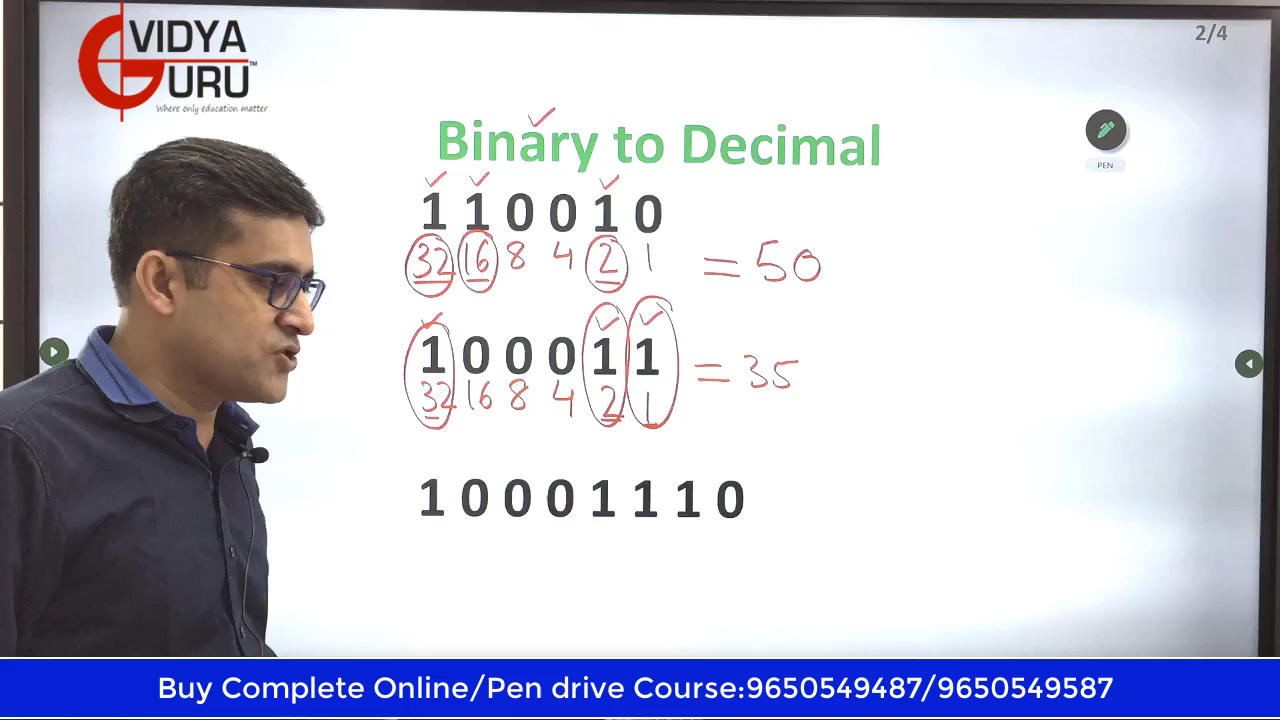 VIDYA
GURU™
Where only education matter
2/4
Binary to Decimal
PEN
1 1 0 0 1 0
32 16 8 4 2 1 = 50
1 0 0 0 1 1 = 35
32 16 8 4 2 1
1 0 0 0 1 1 1 0
Buy Complete Online/Pen drive Course:9650549487/9650549587